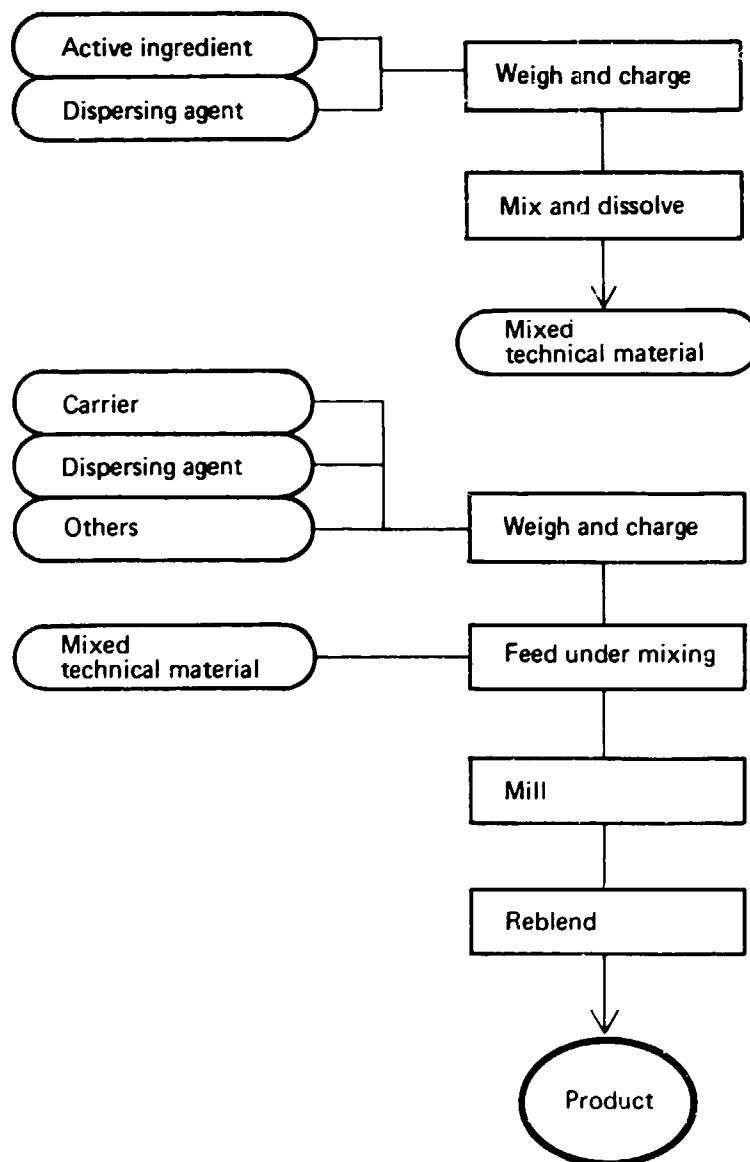 Active ingredient
Weigh and charge
Dispersing agent
Mix and dissolve
Mixed
technical material
Carrier
Dispersing agent
Others
Weigh and charge
Mixed
technical material
Feed under mixing
Mill
Reblend
Product